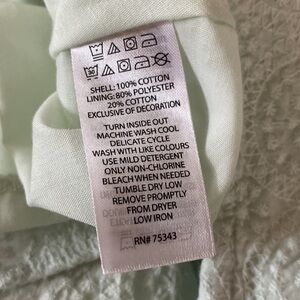 SHELL: 100% COTTON
LINING: 80% POLYESTER
20% COTTON
EXCLUSIVE OF DECORATION
TURN INSIDE OUT
MACHINE WASH COOL
DELICATE CYCLE
WASH WITH LIKE COLOURS
USE MILD DETERGENT
ONLY NON-CHLORINE
BLEACH WHEN NEEDED
TUMBLE DRY LOW
REMOVE PROMPTLY
FROM DRYER
LOW IRON
RN# 75343